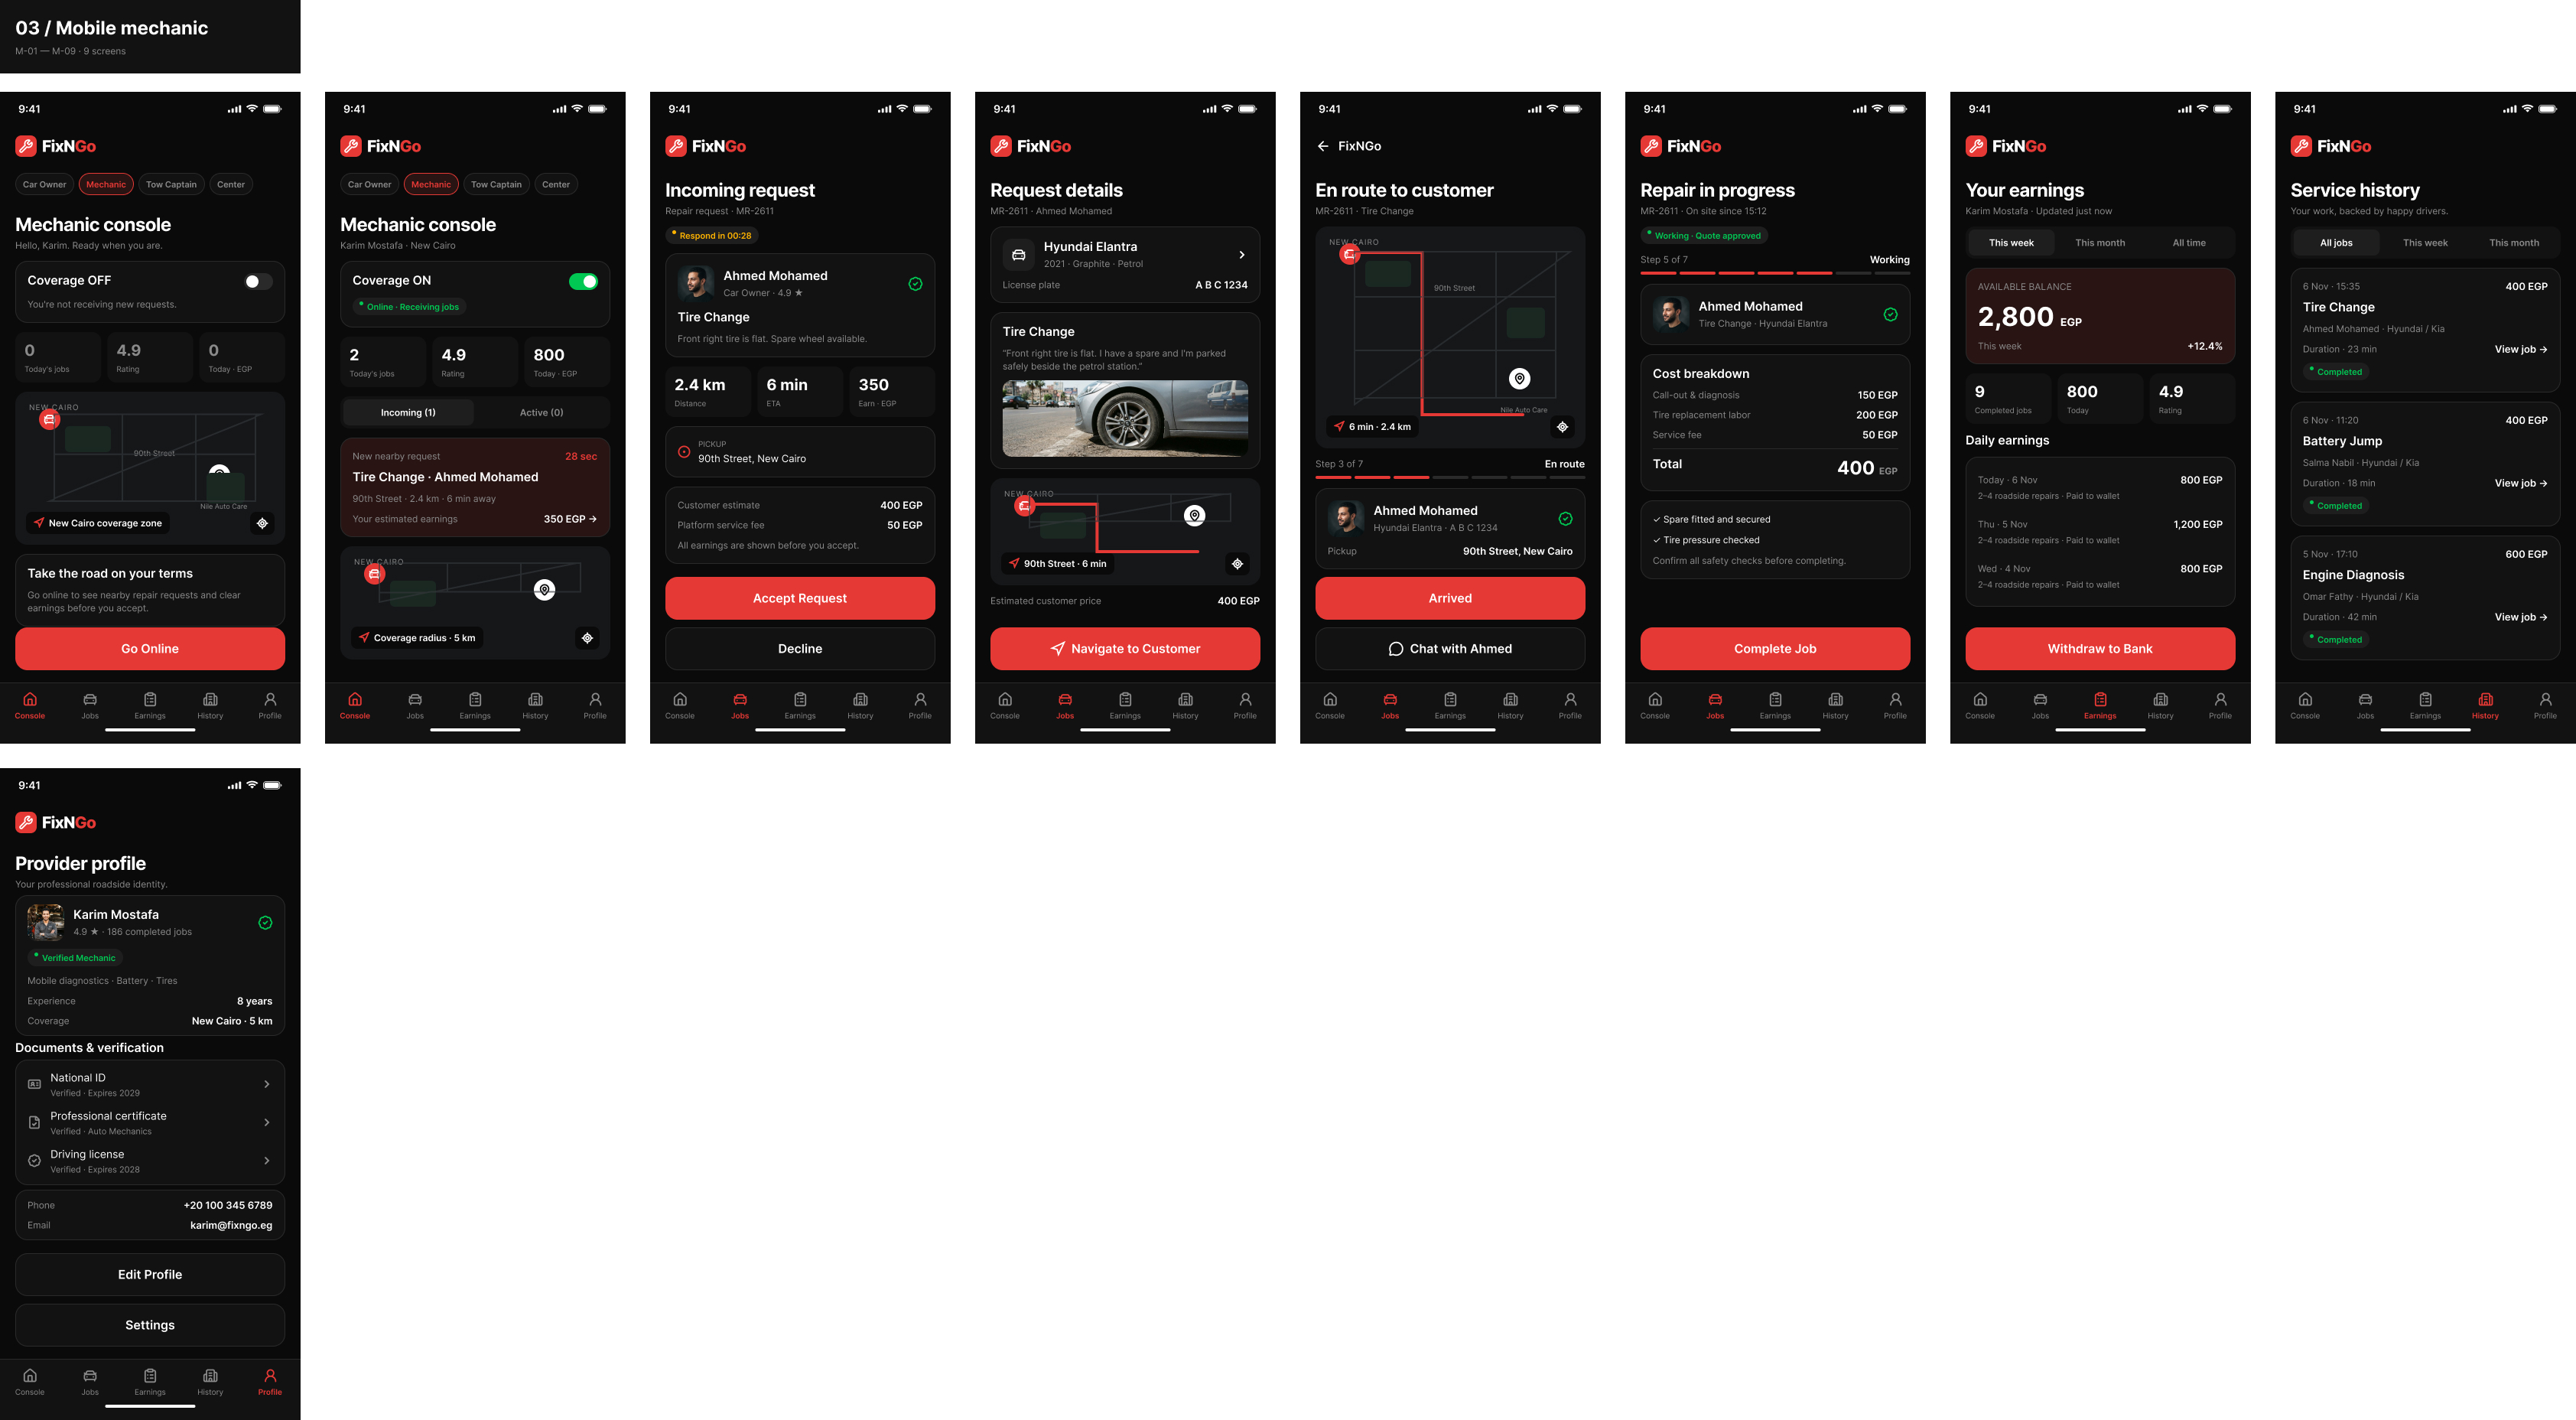 03 / Mobile mechanic
M-01 — M-09 · 9 screens
9:41
FixNGo
Car Owner
Mechanic
Tow Captain
Center
Mechanic console
Hello, Karim. Ready when you are.
Coverage OFF
You're not receiving new requests.
0
Today's jobs
4.9
Rating
0
Today · EGP
NEW CAIRO
90th Street
Nile Auto Care
New Cairo coverage zone
Take the road on your terms
Go online to see nearby repair requests and clear
earnings before you accept.
Go Online
Console
Jobs
Earnings
History
Profile
9:41
FixNGo
Car Owner
Mechanic
Tow Captain
Center
Mechanic console
Karim Mostafa · New Cairo
Coverage ON
Online · Receiving jobs
2
Today's jobs
4.9
Rating
800
Today · EGP
Incoming (1)
Active (0)
New nearby request
28 sec
Tire Change · Ahmed Mohamed
90th Street · 2.4 km · 6 min away
Your estimated earnings
350 EGP →
NEW CAIRO
Coverage radius · 5 km
Console
Jobs
Earnings
History
Profile
9:41
FixNGo
Incoming request
Repair request · MR-2611
Respond in 00:28
Ahmed Mohamed
Car Owner · 4.9 ★
Tire Change
Front right tire is flat. Spare wheel available.
2.4 km
Distance
6 min
ETA
350
Earn · EGP
PICKUP
90th Street, New Cairo
Customer estimate
400 EGP
Platform service fee
50 EGP
All earnings are shown before you accept.
Accept Request
Decline
Console
Jobs
Earnings
History
Profile
9:41
FixNGo
Request details
MR-2611 · Ahmed Mohamed
Hyundai Elantra
2021 · Graphite · Petrol
License plate
A B C 1234
Tire Change
"Front right tire is flat. I have a spare and I'm parked
safely beside the petrol station."
NEW CAIRO
90th Street · 6 min
Estimated customer price
400 EGP
Navigate to Customer
Console
Jobs
Earnings
History
Profile
9:41
← FixNGo
En route to customer
MR-2611 · Tire Change
NEW CAIRO
90th Street
Nile Auto Care
6 min · 2.4 km
Step 3 of 7
En route
Ahmed Mohamed
Hyundai Elantra · A B C 1234
Pickup
90th Street, New Cairo
Arrived
Chat with Ahmed
Console
Jobs
Earnings
History
Profile
9:41
FixNGo
Repair in progress
MR-2611 · On site since 15:12
Working · Quote approved
Step 5 of 7
Working
Ahmed Mohamed
Tire Change · Hyundai Elantra
Cost breakdown
Call-out & diagnosis
150 EGP
Tire replacement labor
200 EGP
Service fee
50 EGP
Total
400 EGP
✓ Spare fitted and secured
✓ Tire pressure checked
Confirm all safety checks before completing.
Complete Job
Console
Jobs
Earnings
History
Profile
9:41
FixNGo
Your earnings
Karim Mostafa · Updated just now
This week
This month
All time
AVAILABLE BALANCE
2,800 EGP
This week
+12.4%
9
Completed jobs
800
Today
4.9
Rating
Daily earnings
Today · 6 Nov
800 EGP
2–4 roadside repairs · Paid to wallet
Thu · 5 Nov
1,200 EGP
2–4 roadside repairs · Paid to wallet
Wed · 4 Nov
800 EGP
2–4 roadside repairs · Paid to wallet
Withdraw to Bank
Console
Jobs
Earnings
History
Profile
9:41
FixNGo
Service history
Your work, backed by happy drivers.
All jobs
This week
This month
6 Nov · 15:35
400 EGP
Tire Change
Ahmed Mohamed · Hyundai / Kia
Duration · 23 min
View job →
Completed
6 Nov · 11:20
400 EGP
Battery Jump
Salma Nabil · Hyundai / Kia
Duration · 18 min
View job →
Completed
5 Nov · 17:10
600 EGP
Engine Diagnosis
Omar Fathy · Hyundai / Kia
Duration · 42 min
View job →
Completed
Console
Jobs
Earnings
History
Profile
9:41
FixNGo
Provider profile
Your professional roadside identity.
Karim Mostafa
4.9 ★ · 186 completed jobs
Verified Mechanic
Mobile diagnostics · Battery · Tires
Experience
8 years
Coverage
New Cairo · 5 km
Documents & verification
National ID
Verified · Expires 2029
Professional certificate
Verified · Auto Mechanics
Driving license
Verified · Expires 2028
Phone
+20 100 345 6789
Email
karim@fixngo.eg
Edit Profile
Settings
Console
Jobs
Earnings
History
Profile